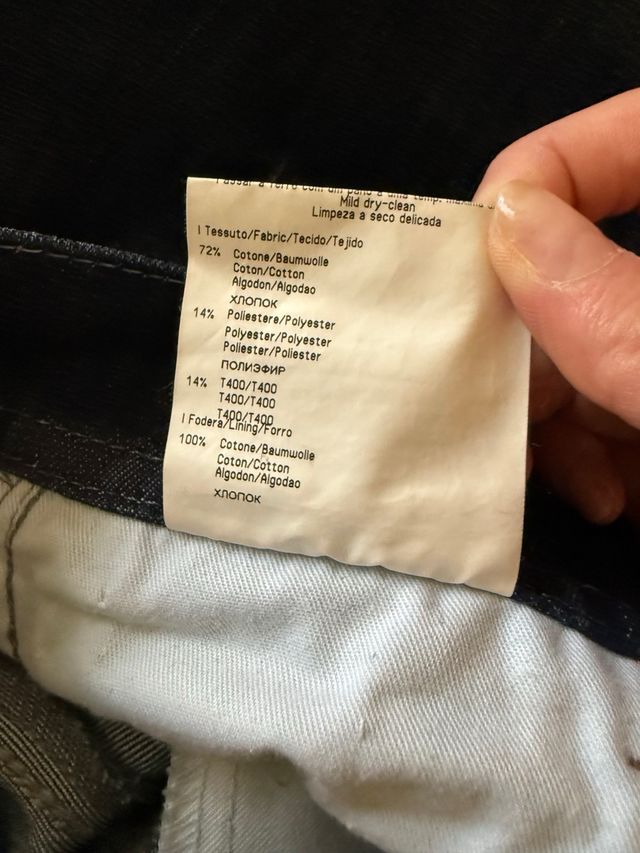 Mild dry-clean
Limpeza a seco delicada
I Tessuto/Fabric/Tecido/Tejido
72% Cotone/Baumwolle
Coton/Cotton
Algodon/Algodao
ХЛОПОК
14% Poliestere/Polyester
Polyester/Polyester
Poliester/Poliester
ПОЛИЭФИР
14% T400/T400
T400/T400
T400/T400
I Fodera/Lining/Forro
100% Cotone/Baumwolle
Coton/Cotton
Algodon/Algodao
ХЛОПОК